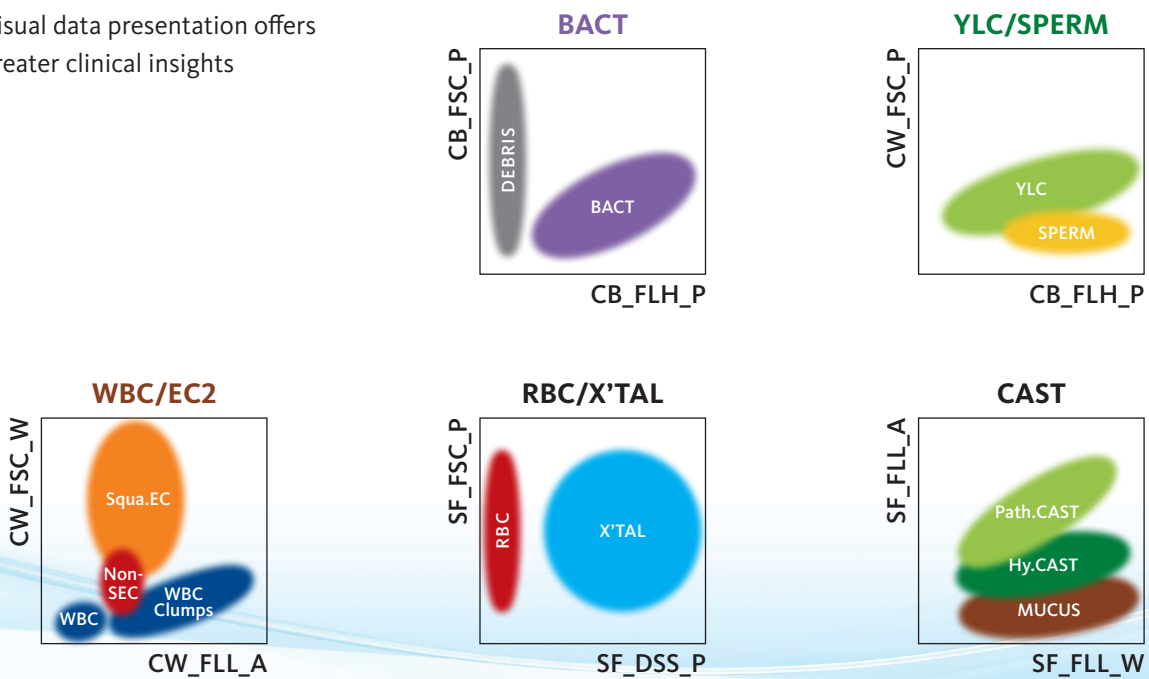 isual data presentation offers
reater clinical insights
BACT
CB_FSC_P
DEBRIS
BACT
CB_FLH_P
YLC/SPERM
CW_FSC_P
YLC
SPERM
CB_FLH_P
WBC/EC2
CW_FSC_W
Squa.EC
Non-
SEC
WBC
WBC
Clumps
CW_FLL_A
RBC/X’TAL
SF_FSC_P
RBC
X’TAL
SF_DSS_P
CAST
SF_FLL_A
Path.CAST
Hy.CAST
MUCUS
SF_FLL_W